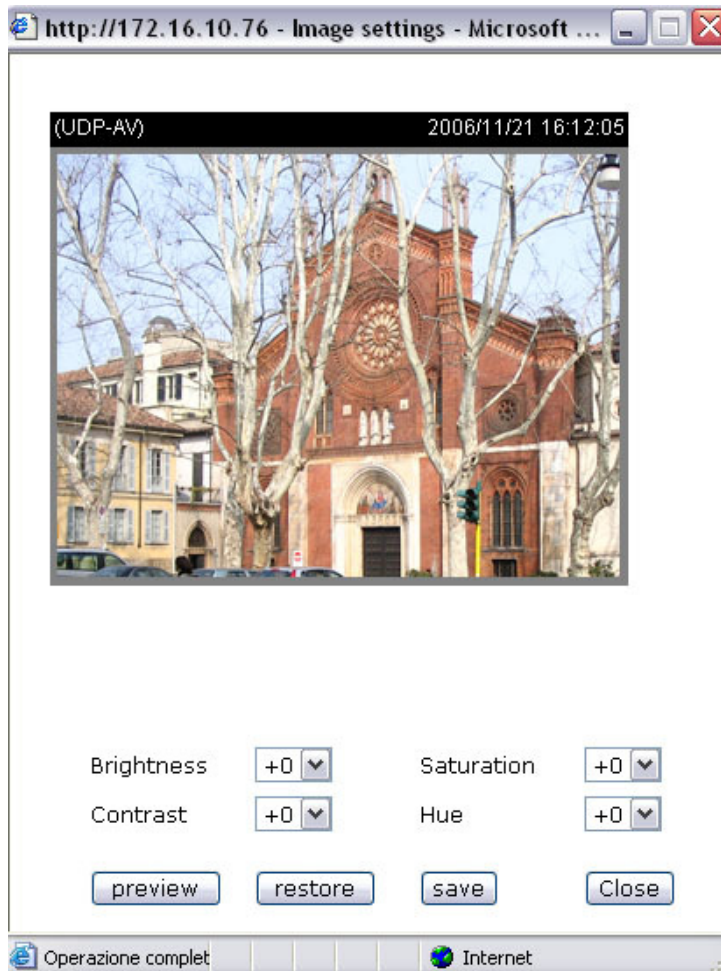 http://172.16.10.76 - Image settings - Microsoft ...
(UDP-AV) 2006/11/21 16:12:05
Brightness +0 Saturation +0
Contrast +0 Hue +0
preview restore save Close
Operazione complet Internet